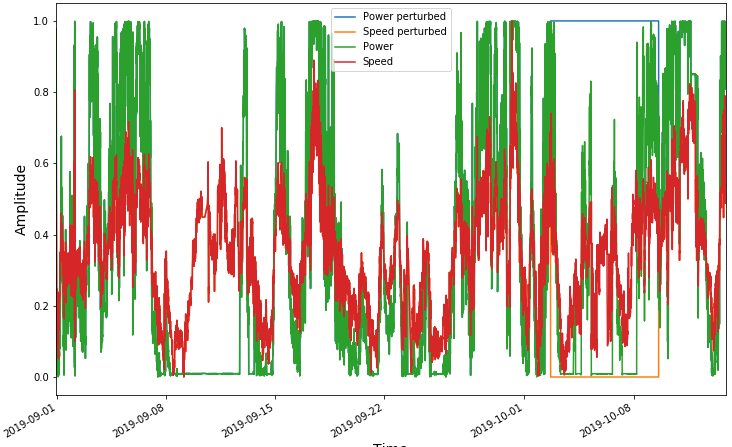 Power perturbed
Speed perturbed
Power
Speed
Amplitude
1.0
0.8
0.6
0.4
0.2
0.0
2019-09-01
2019-09-08
2019-09-15
2019-09-22
2019-10-01
2019-10-08
Time